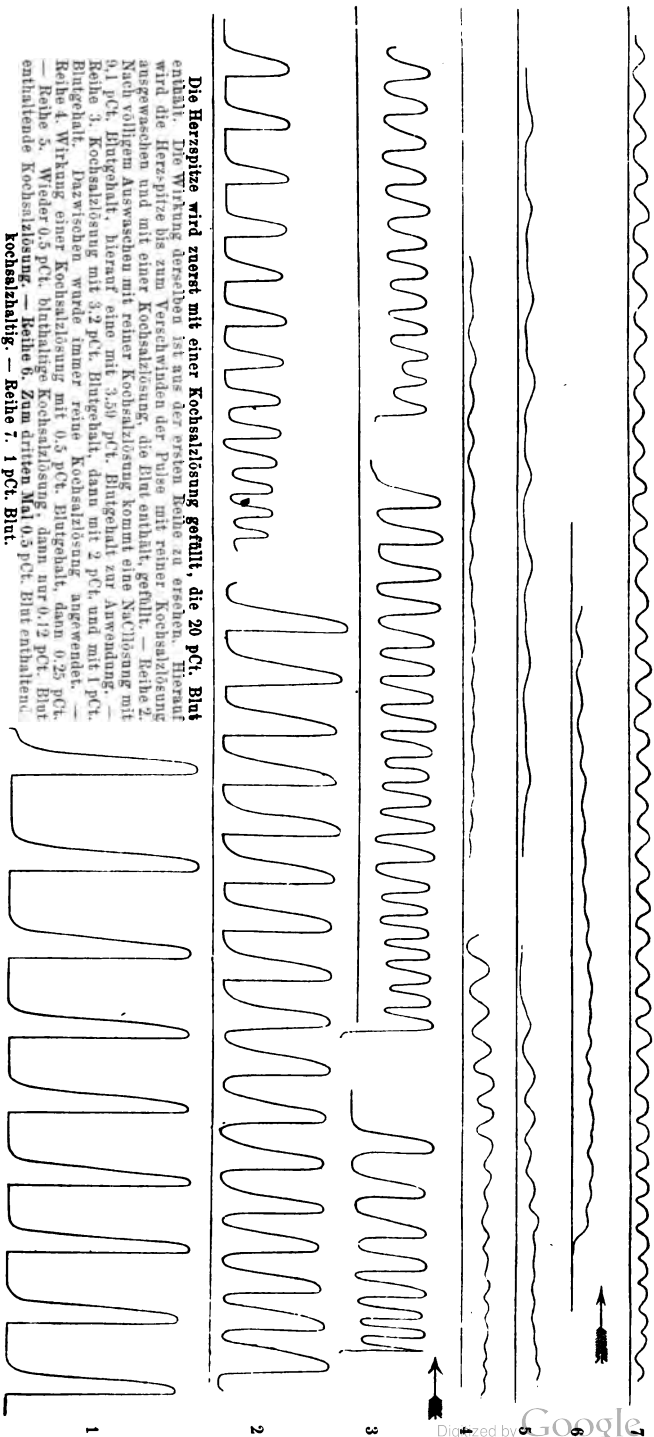 Die Herzspitze wird zuerst mit einer Kochsalzlösung gefüllt, die 20 pCt. Blut
enthält. Die Wirkung derselben ist aus der ersten Reihe zu ersehen. Hierauf
wird die Herzspitze bis zum Verschwinden der Pulse mit reiner Kochsalzlösung
ausgewaschen und mit einer Kochsalzlösung, die Blut enthält, gefüllt. — Reihe 2.
Nach völligem Auswaschen mit reiner Kochsalzlösung kommt eine NaCllösung mit
9,1 pCt. Blutgehalt, hierauf eine mit 3.59 pCt. Blutgehalt zur Anwendung. —
Reihe 3. Kochsalzlösung mit 3.2 pCt. Blutgehalt, dann mit 2 pCt. und mit 1 pCt.
Blutgehalt. Dazwischen wurde immer reine Kochsalzlösung angewendet. —
Reihe 4. Wirkung einer Kochsalzlösung mit 0.5 pCt. Blutgehalt, dann 0.25 pCt.
— Reihe 5. Wieder 0.5 pCt. bluthaltige Kochsalzlösung, dann nur 0.12 pCt. Blut
enthaltende Kochsalzlösung. — Reihe 6. Zum dritten Mal 0.5 pCt. Blut enthaltend
kochsalzhaltig. — Reihe 7. 1 pCt. Blut.
1
2
3
4
5
6
7
Digitized by Google